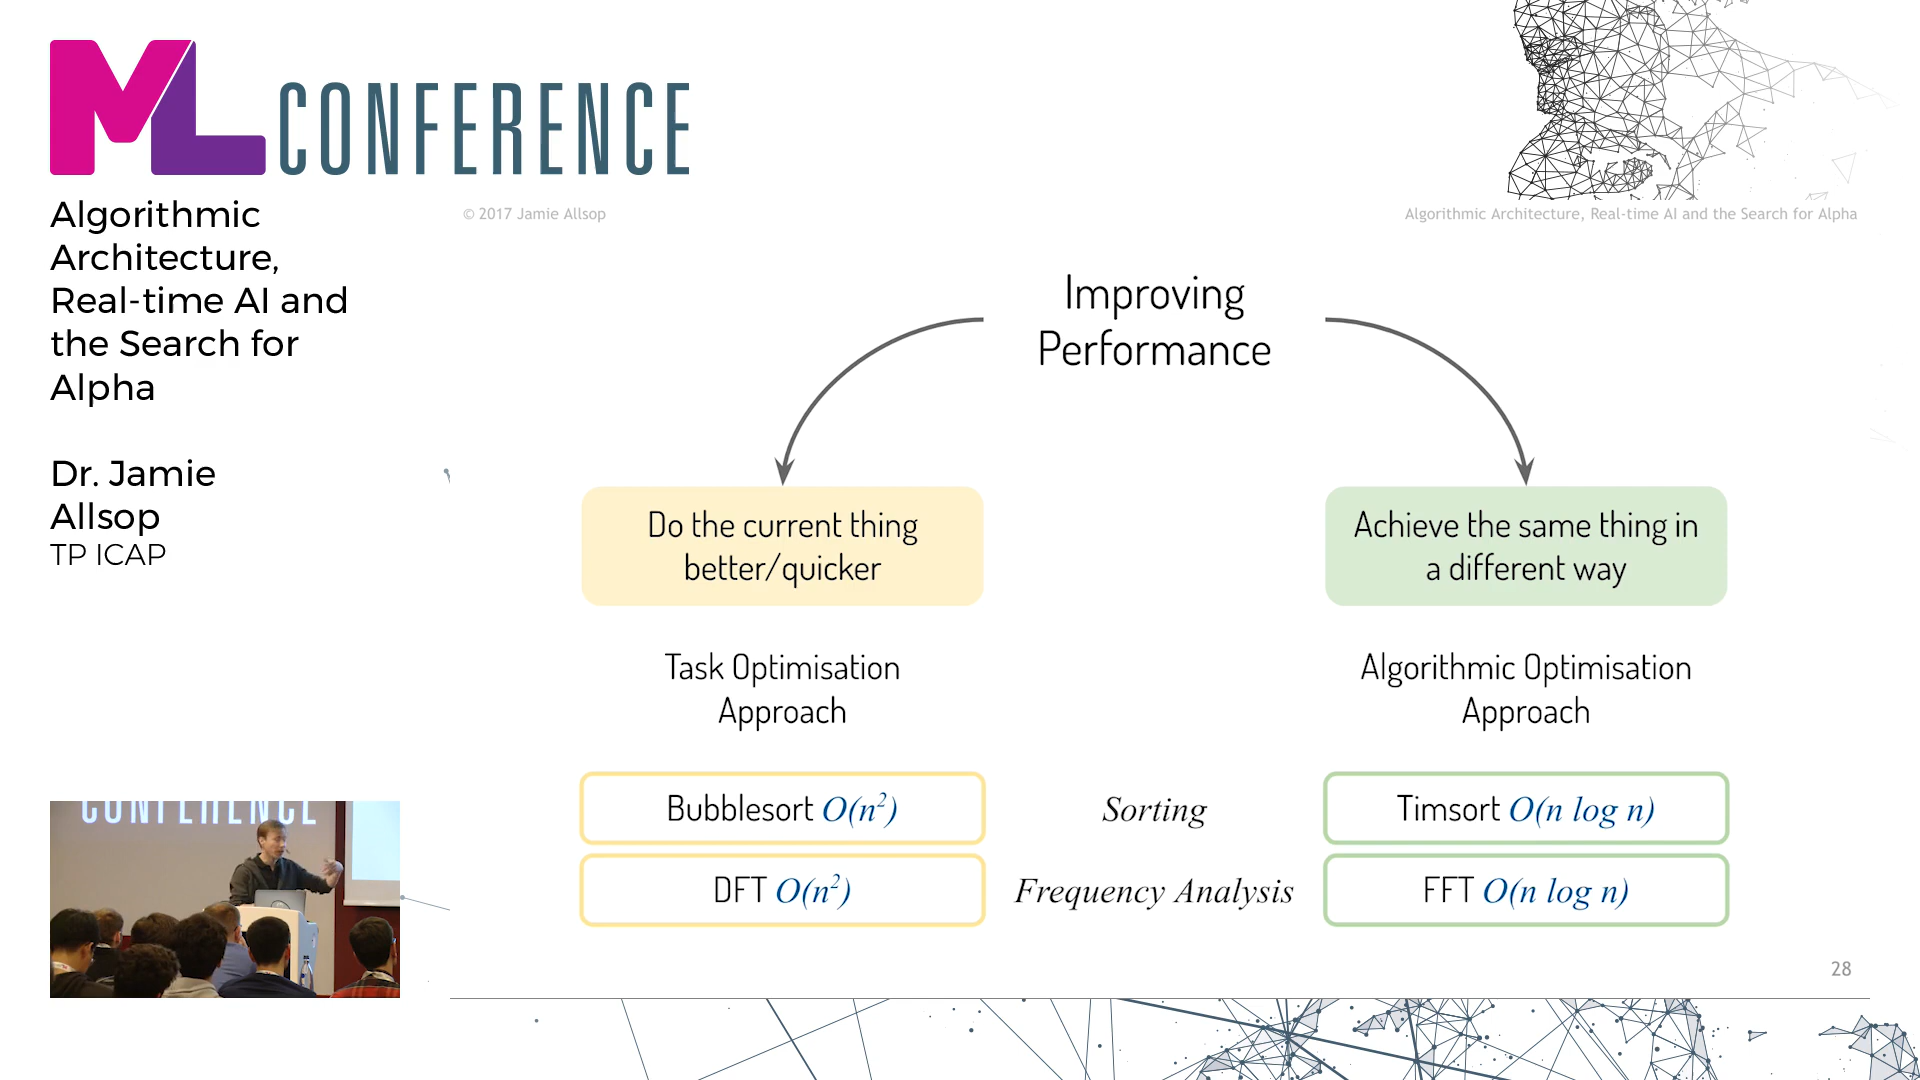 ML CONFERENCE
Algorithmic
Architecture,
Real-time AI and
the Search for
Alpha
Dr. Jamie
Allsop
TP ICAP
© 2017 Jamie Allsop
Algorithmic Architecture, Real-time AI and the Search for Alpha
Improving
Performance
Do the current thing
better/quicker
Achieve the same thing in
a different way
Task Optimisation
Approach
Algorithmic Optimisation
Approach
Bubblesort O(n²)
Sorting
Timsort O(n log n)
DFT O(n²)
Frequency Analysis
FFT O(n log n)
28
CONFERENCE